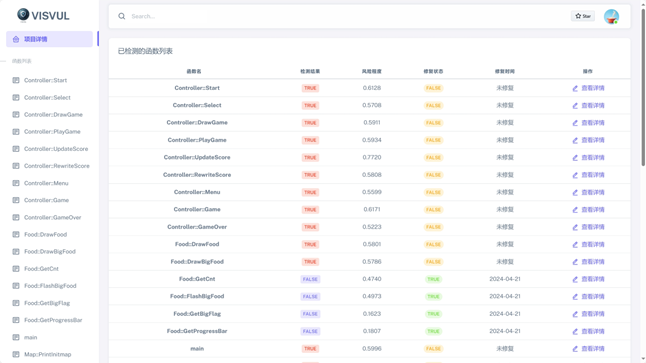 VISVUL
项目详情
函数列表
Controller::Start
Controller::Select
Controller::DrawGame
Controller::PlayGame
Controller::UpdateScore
Controller::RewriteScore
Controller::Menu
Controller::Game
Controller::GameOver
Food::DrawFood
Food::DrawBigFood
Food::GetCnt
Food::FlashBigFood
Food::GetBigFlag
Food::GetProgressBar
main
Map::PrintInitmap
Search...
Star
已检测的函数列表
函数名 检测结果 风险程度 修复状态 修复时间 操作
Controller::Start TRUE 0.6128 FALSE 未修复 查看详情
Controller::Select TRUE 0.5708 FALSE 未修复 查看详情
Controller::DrawGame TRUE 0.5911 FALSE 未修复 查看详情
Controller::PlayGame TRUE 0.5934 FALSE 未修复 查看详情
Controller::UpdateScore TRUE 0.7720 FALSE 未修复 查看详情
Controller::RewriteScore TRUE 0.5808 FALSE 未修复 查看详情
Controller::Menu TRUE 0.5599 FALSE 未修复 查看详情
Controller::Game TRUE 0.6171 FALSE 未修复 查看详情
Controller::GameOver TRUE 0.5223 FALSE 未修复 查看详情
Food::DrawFood TRUE 0.5801 FALSE 未修复 查看详情
Food::DrawBigFood TRUE 0.5786 FALSE 未修复 查看详情
Food::GetCnt FALSE 0.4740 TRUE 2024-04-21 查看详情
Food::FlashBigFood FALSE 0.4973 TRUE 2024-04-21 查看详情
Food::GetBigFlag FALSE 0.1623 TRUE 2024-04-21 查看详情
Food::GetProgressBar FALSE 0.1807 TRUE 2024-04-21 查看详情
main TRUE 0.5996 FALSE 未修复 查看详情